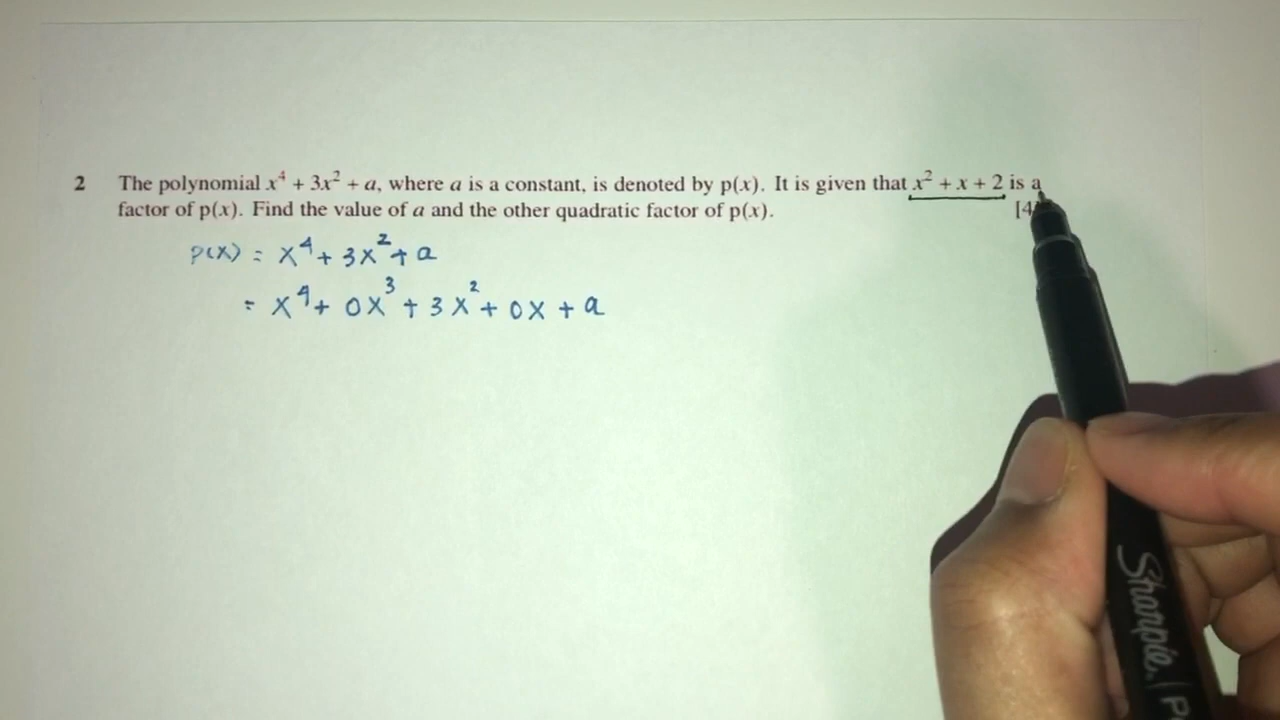 2 The polynomial x⁴ + 3x² + a, where a is a constant, is denoted by p(x). It is given that x² + x + 2 is a
factor of p(x). Find the value of a and the other quadratic factor of p(x). [4
P(x) = x⁴ + 3x² + a
= x⁴ + 0x³ + 3x² + 0x + a
Sharpie.